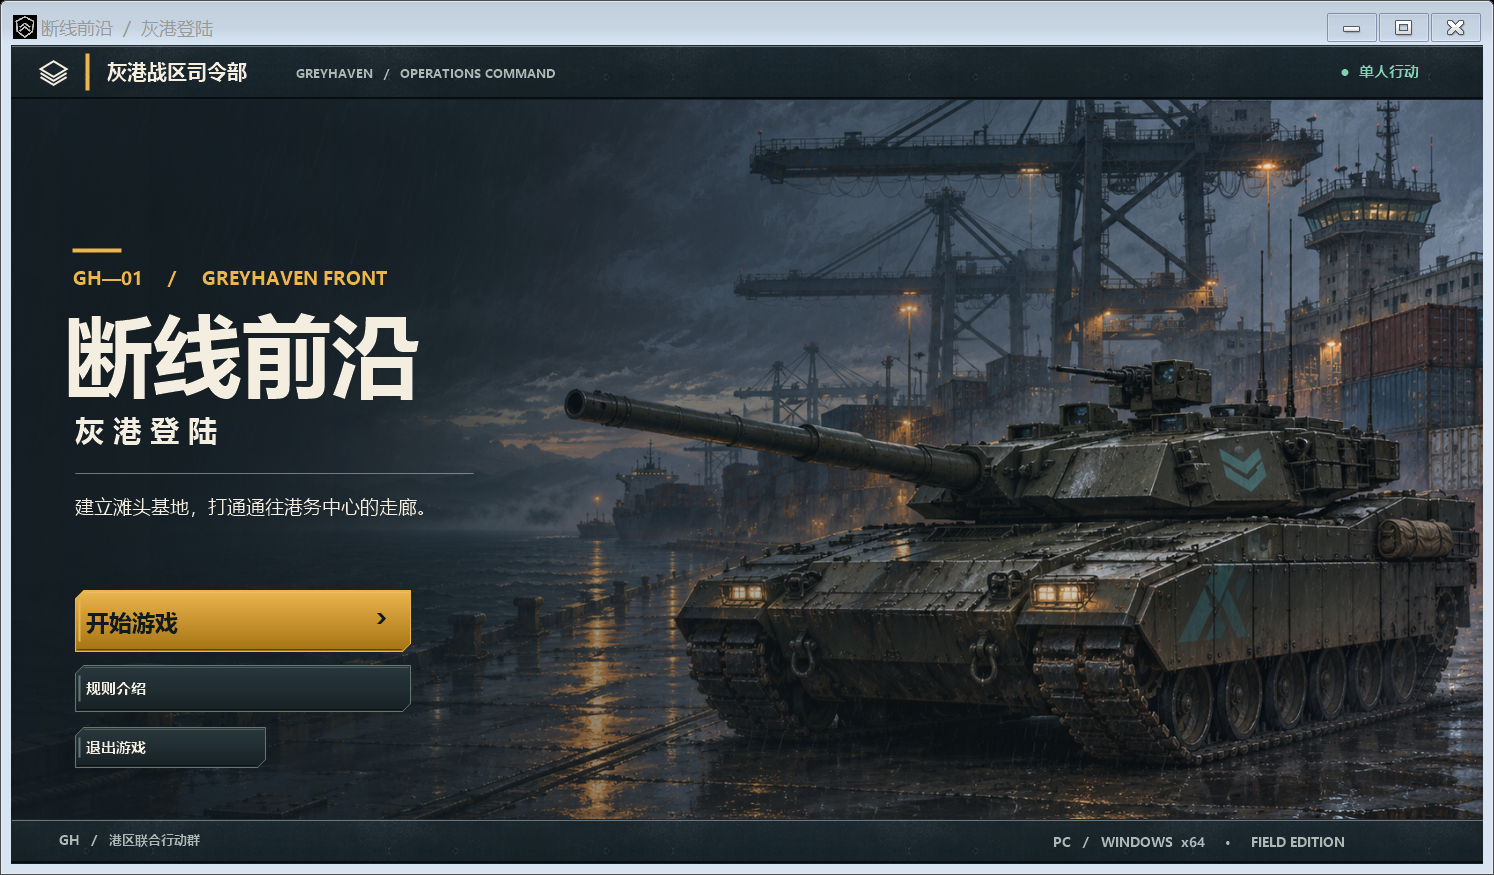 断线前沿 / 灰港登陆
灰港战区司令部 GREYHAVEN / OPERATIONS COMMAND
● 单人行动
GH—01 / GREYHAVEN FRONT
断线前沿
灰港登陆
建立滩头基地，打通通往港务中心的走廊。
开始游戏 ›
规则介绍
退出游戏
GH / 港区联合行动群
PC / WINDOWS x64 • FIELD EDITION